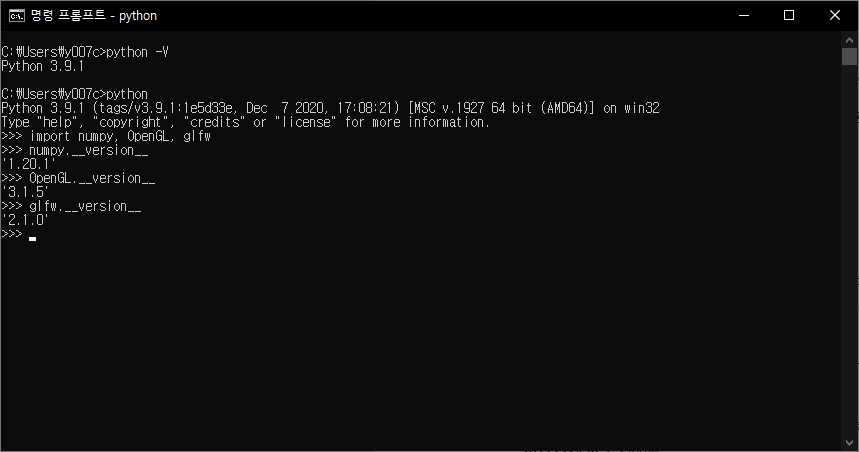 명령 프롬프트 - python
C:\Users\y007c>python -V
Python 3.9.1
C:\Users\y007c>python
Python 3.9.1 (tags/v3.9.1:1e5d33e, Dec  7 2020, 17:08:21) [MSC v.1927 64 bit (AMD64)] on win32
Type "help", "copyright", "credits" or "license" for more information.
>>> import numpy, OpenGL, glfw
>>> numpy.__version__
'1.20.1'
>>> OpenGL.__version__
'3.1.5'
>>> glfw.__version__
'2.1.0'
>>>